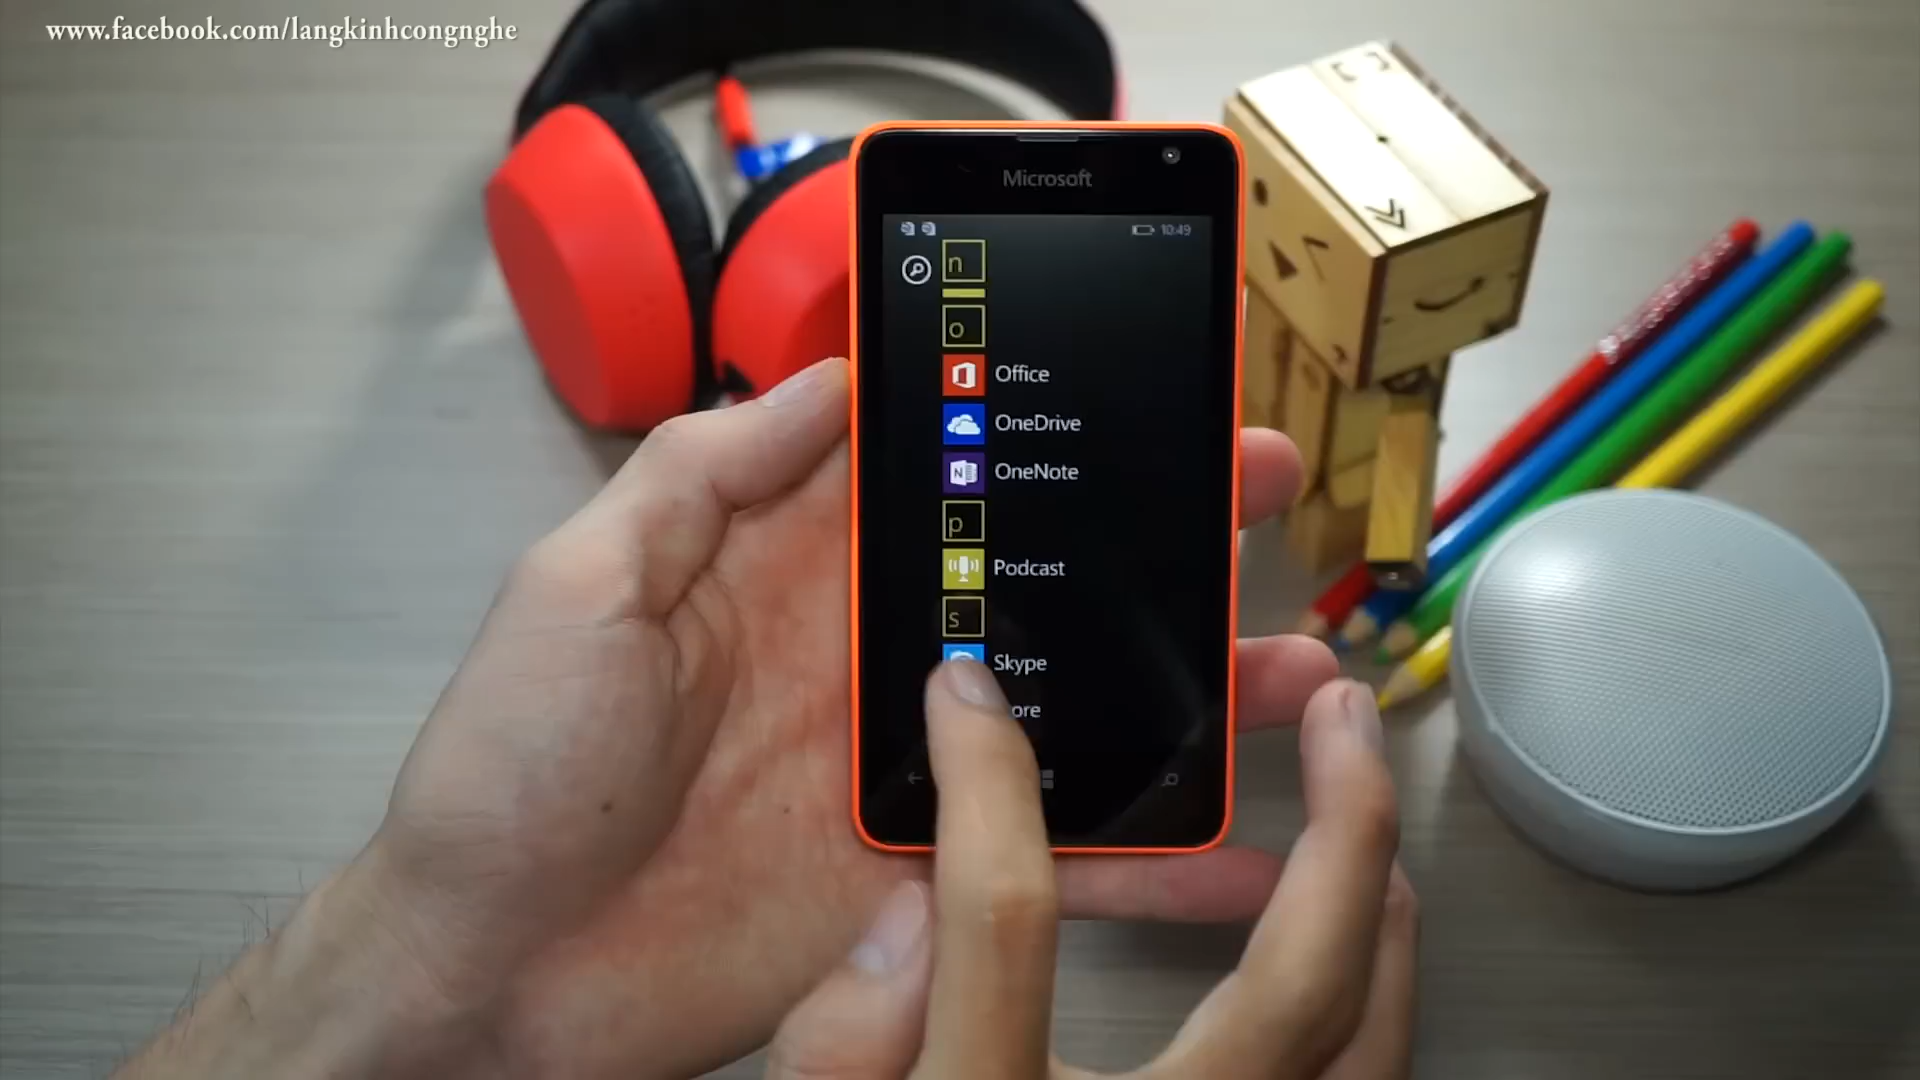 www.facebook.com/langkinhcongnghe
Microsoft
10:49
n
o
Office
OneDrive
N
OneNote
p
Podcast
s
Skype